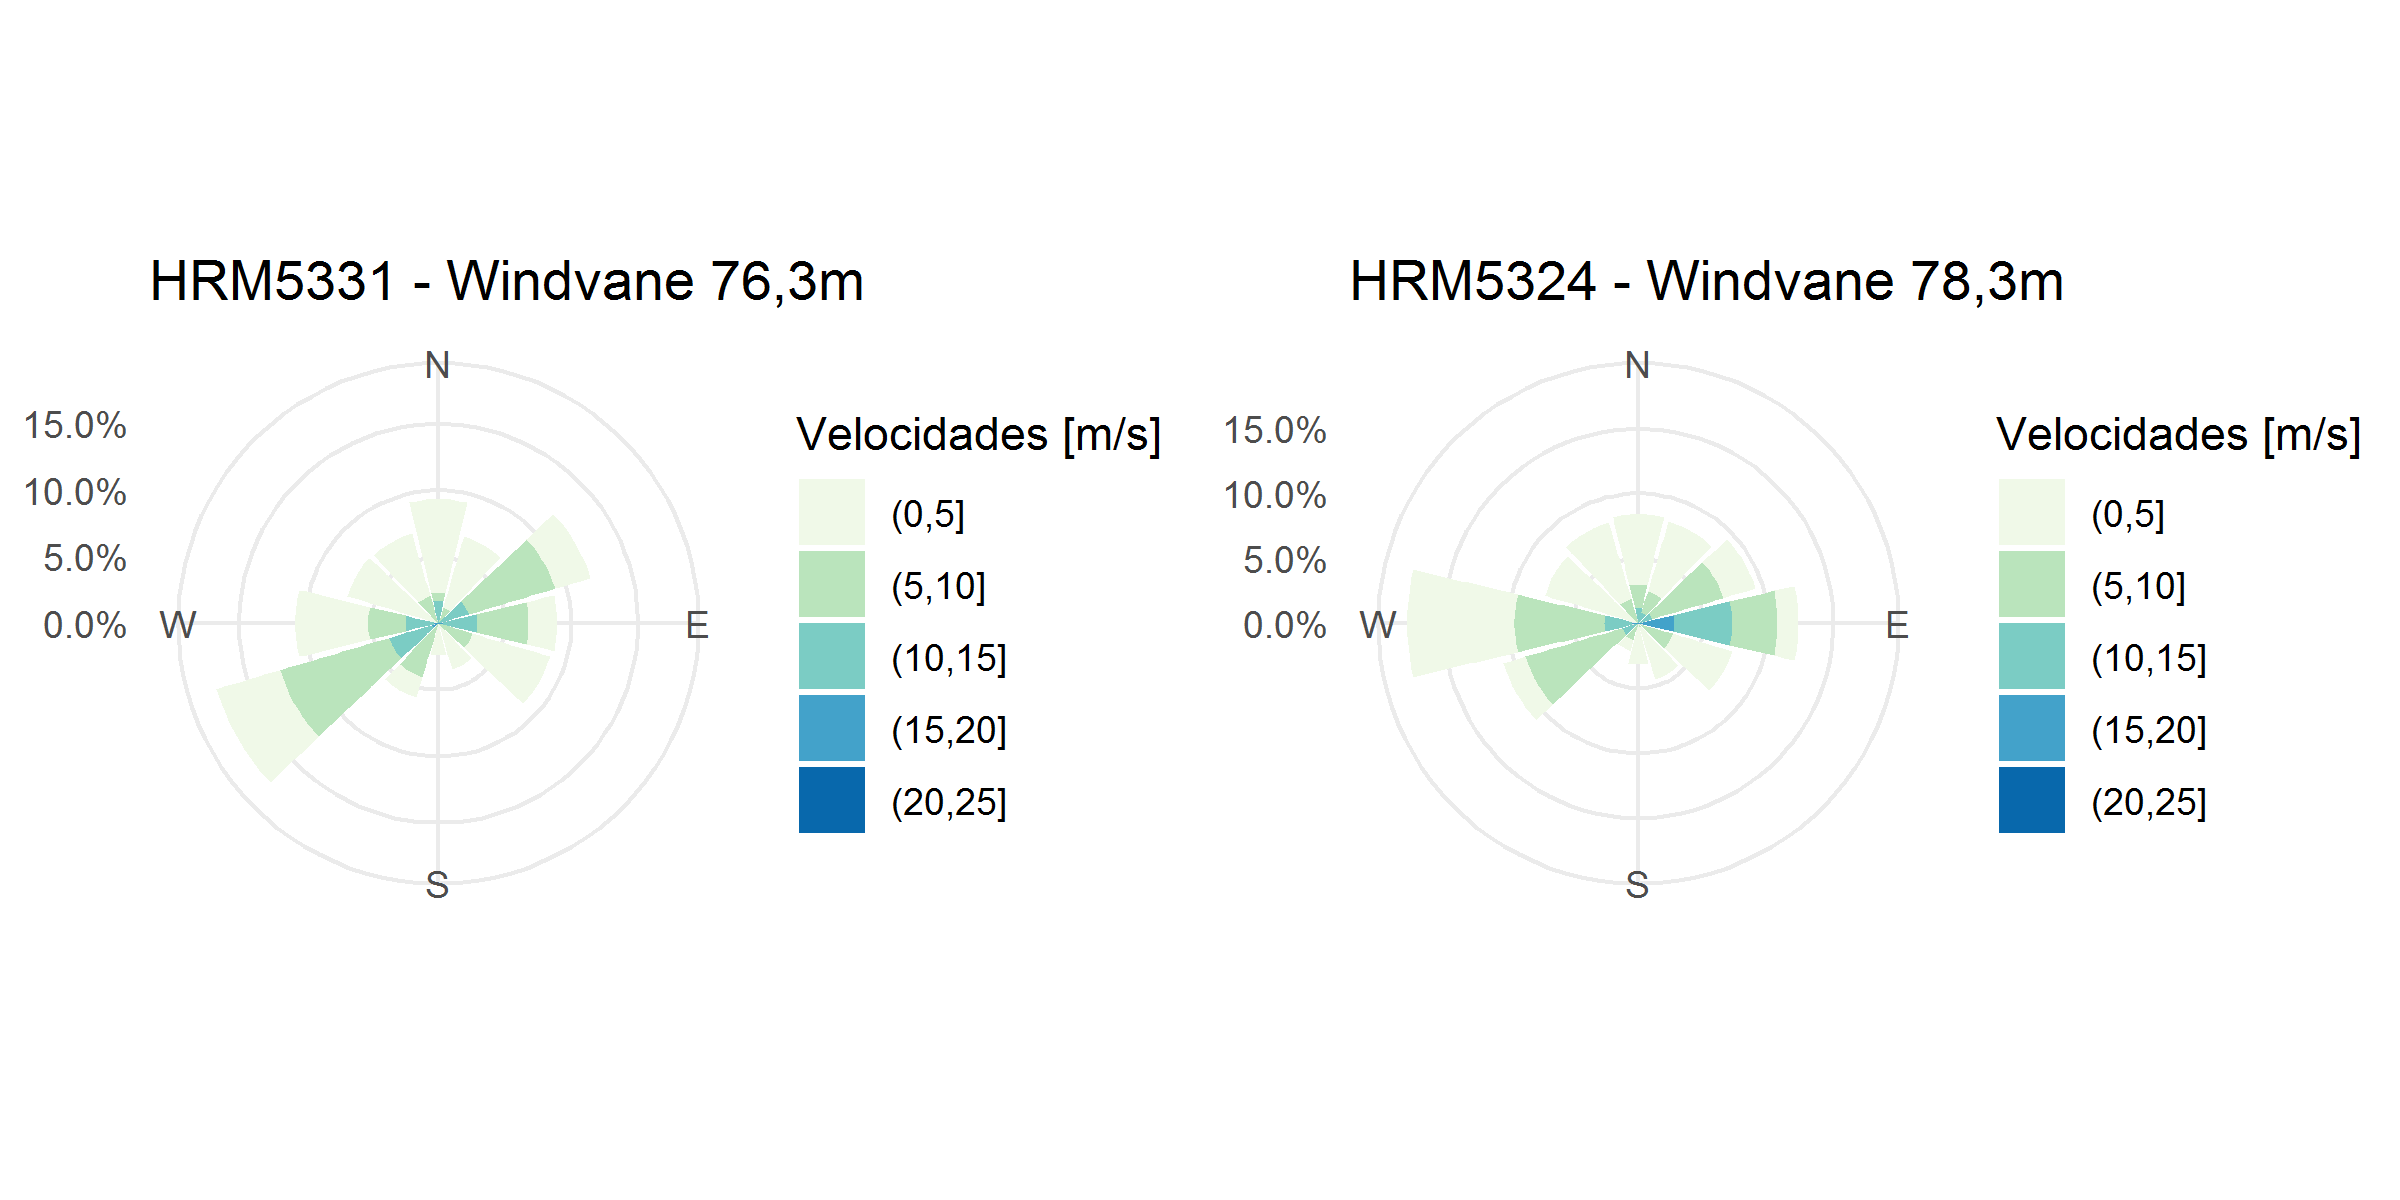 HRM5331 - Windvane 76,3m
N
15.0%
10.0%
5.0%
0.0%
W
E
S
Velocidades [m/s]
(0,5]
(5,10]
(10,15]
(15,20]
(20,25]
HRM5324 - Windvane 78,3m
N
15.0%
10.0%
5.0%
0.0%
W
E
S
Velocidades [m/s]
(0,5]
(5,10]
(10,15]
(15,20]
(20,25]